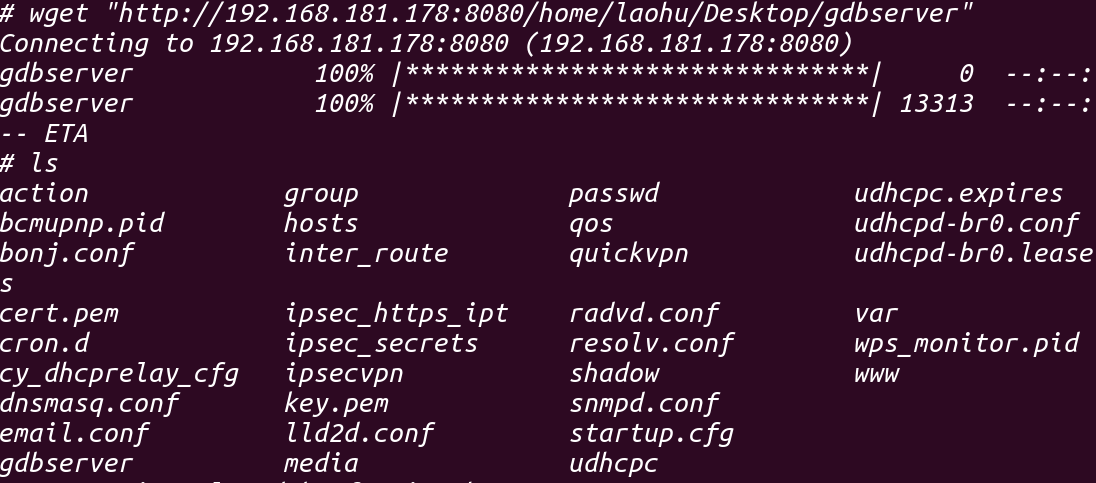 # wget "http://192.168.181.178:8080/home/laohu/Desktop/gdbserver"
Connecting to 192.168.181.178:8080 (192.168.181.178:8080)
gdbserver            100% |*******************************|     0  --:--:
gdbserver            100% |*******************************| 13313  --:--:
-- ETA
# ls
action             group              passwd             udhcpc.expires
bcmupnp.pid        hosts              qos                udhcpd-br0.conf
bonj.conf          inter_route        quickvpn           udhcpd-br0.lease
s
cert.pem           ipsec_https_ipt    radvd.conf         var
cron.d             ipsec_secrets      resolv.conf        wps_monitor.pid
cy_dhcprelay_cfg   ipsecvpn           shadow             www
dnsmasq.conf       key.pem            snmpd.conf
email.conf         lld2d.conf         startup.cfg
gdbserver          media              udhcpc